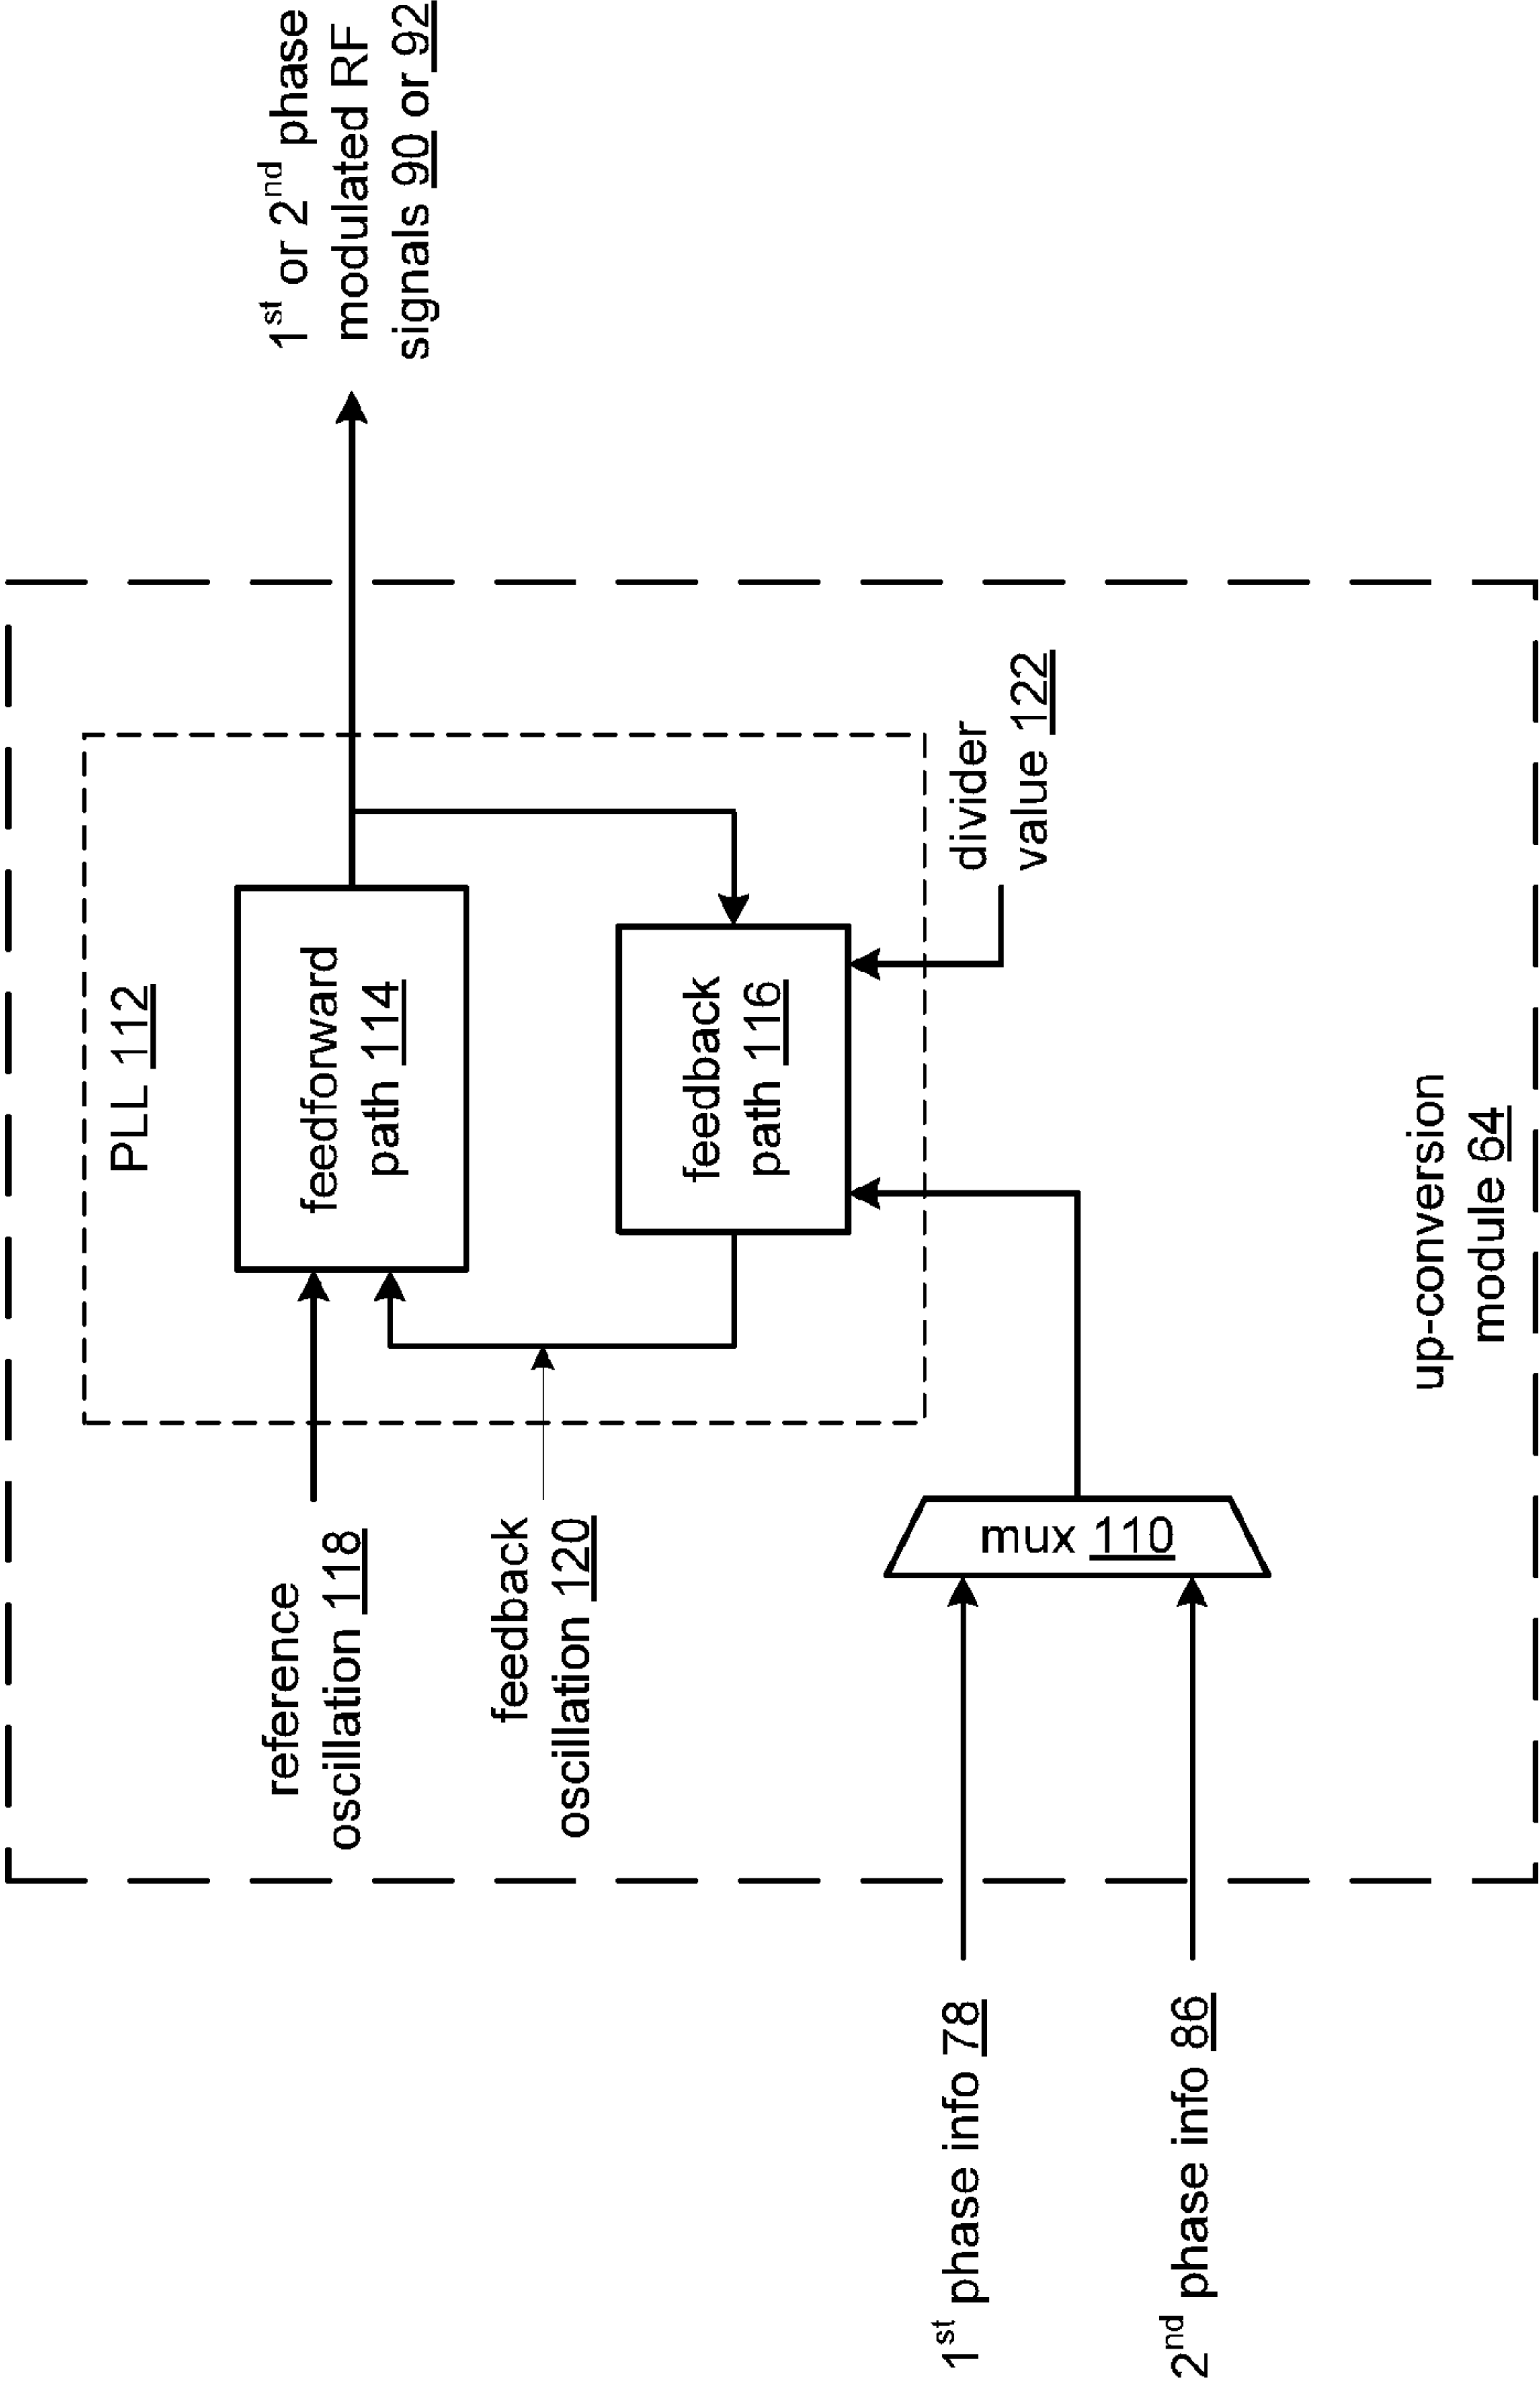 1st or 2nd phase
modulated RF
signals 90 or 92
PLL 112
feedforward
path 114
reference
oscillation 118
feedback
path 116
feedback
oscillation 120
divider
value 122
mux 110
1st phase info 78
2nd phase info 86
up-conversion
module 64